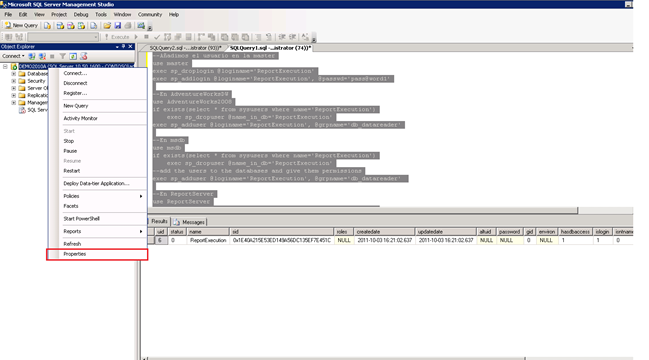 Microsoft SQL Server Management Studio
File Edit View Project Debug Tools Window Community Help
New Query
Execute
Object Explorer
SQLQuery2.sql -...istrator (93))* SQLQuery1.sql -...istrator (74))*
Connect
DEMO2010A (SQL Server 10.50.1600 - CONTOSO\a
Database
Security
Server Ob
Replicatio
Manageme
SQL Serve
Connect...
Disconnect
Register...
New Query
Activity Monitor
Start
Stop
Pause
Resume
Restart
Deploy Data-tier Application...
Policies
Facets
Start PowerShell
Reports
Refresh
Properties
--Añadimos el usuario en la master
use master
exec sp_droplogin @loginame='ReportExecution'
exec sp_addlogin @loginame='ReportExecution', @passwd='pass@word1'
--En AdventureWorks08
use AdventureWorks2008
if exists(select * from sysusers where name='ReportExecution')
exec sp_dropuser @name_in_db='ReportExecution'
exec sp_adduser @loginame='ReportExecution', @grpname='db_datareader'
--En msdb
use msdb
if exists(select * from sysusers where name='ReportExecution')
exec sp_dropuser @name_in_db='ReportExecution'
--add the users to the databases and give them permissions
exec sp_adduser @loginame='ReportExecution', @grpname='db_datareader'
--En ReportServer
use ReportServer
Results Messages
uid status name sid roles createdate updatedate altuid password gid environ hasdbaccess islogin isntname
6 0 ReportExecution NULL 2011-10-03 16:21:02.637 2011-10-03 16:21:02.637 NULL NULL 0 NULL 1 1 0